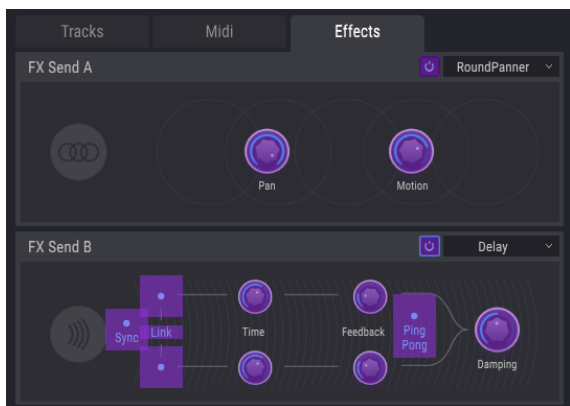 Tracks
Midi
Effects
FX Send A
RoundPanner
Pan
Motion
FX Send B
Delay
Sync
Link
Time
Feedback
Ping
Pong
Damping